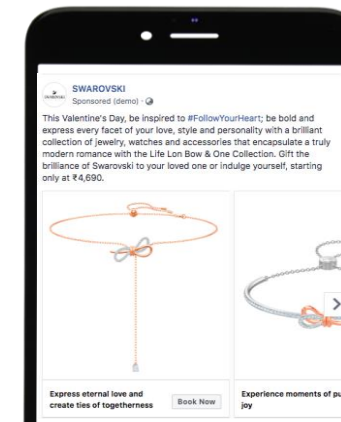 SWAROVSKI
Sponsored (demo) ·
This Valentine's Day, be inspired to #FollowYourHeart; be bold and
express every facet of your love, style and personality with a brilliant
collection of jewelry, watches and accessories that encapsulate a truly
modern romance with the Life Lon Bow & One Collection. Gift the
brilliance of Swarovski to your loved one or indulge yourself, starting
only at ₹4,690.
Express eternal love and
create ties of togetherness
Book Now
Experience moments of pu
joy